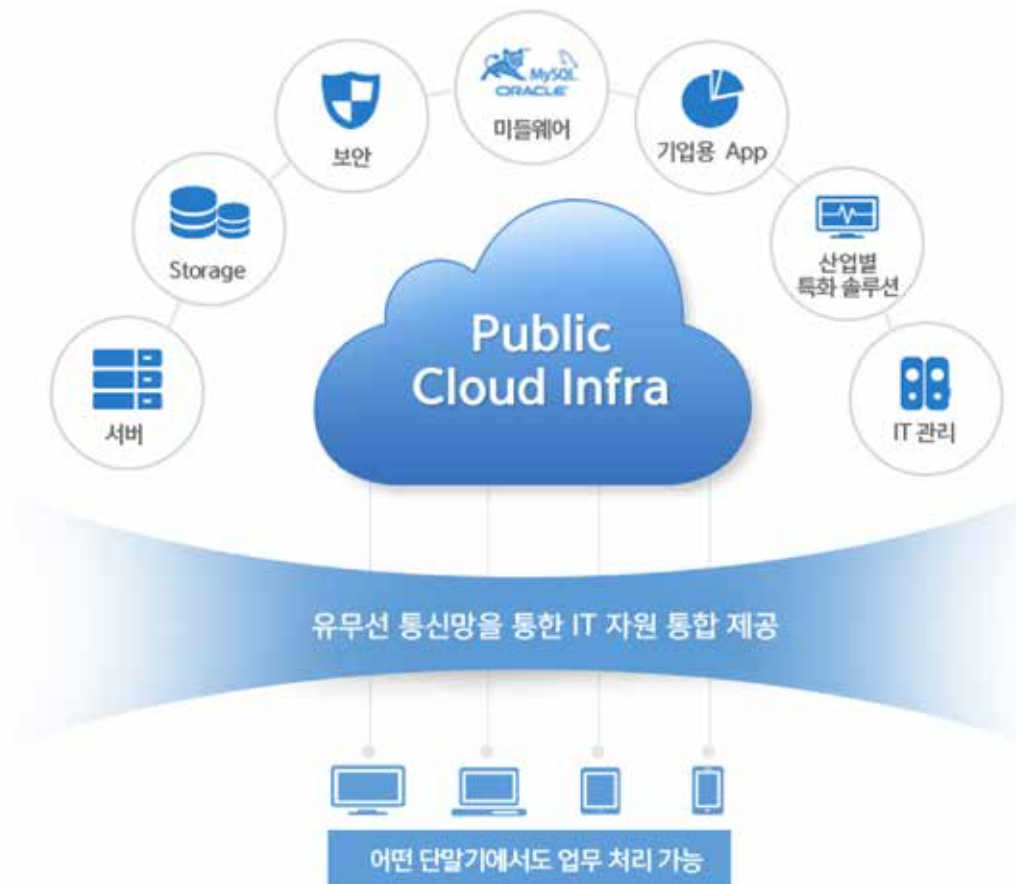 MySQL
ORACLE
미들웨어
보안
기업용 App
Storage
산업별
특화 솔루션
서버
IT 관리
Public
Cloud Infra
유무선 통신망을 통한 IT 자원 통합 제공
어떤 단말기에서도 업무 처리 가능